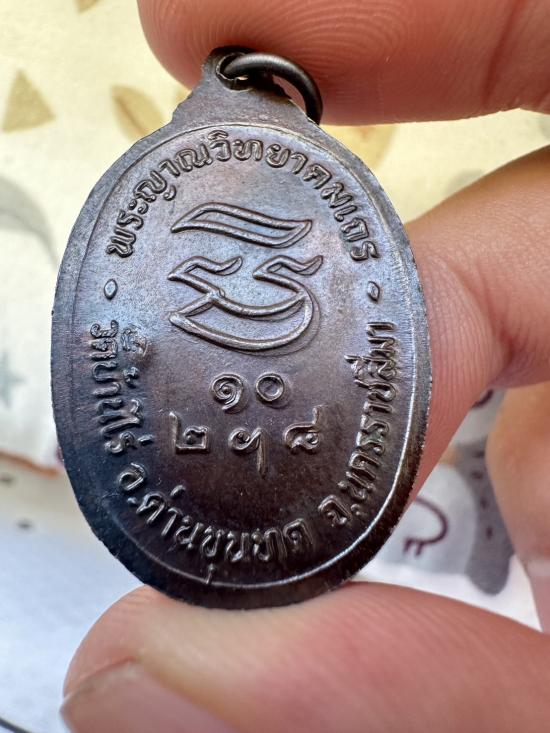 พระญาณวิทยาคมเถร
๑๐
๒ ๙ ๘
วัดบ้านไร่ อ.ด่านขุนทด จ.นครราชสีมา